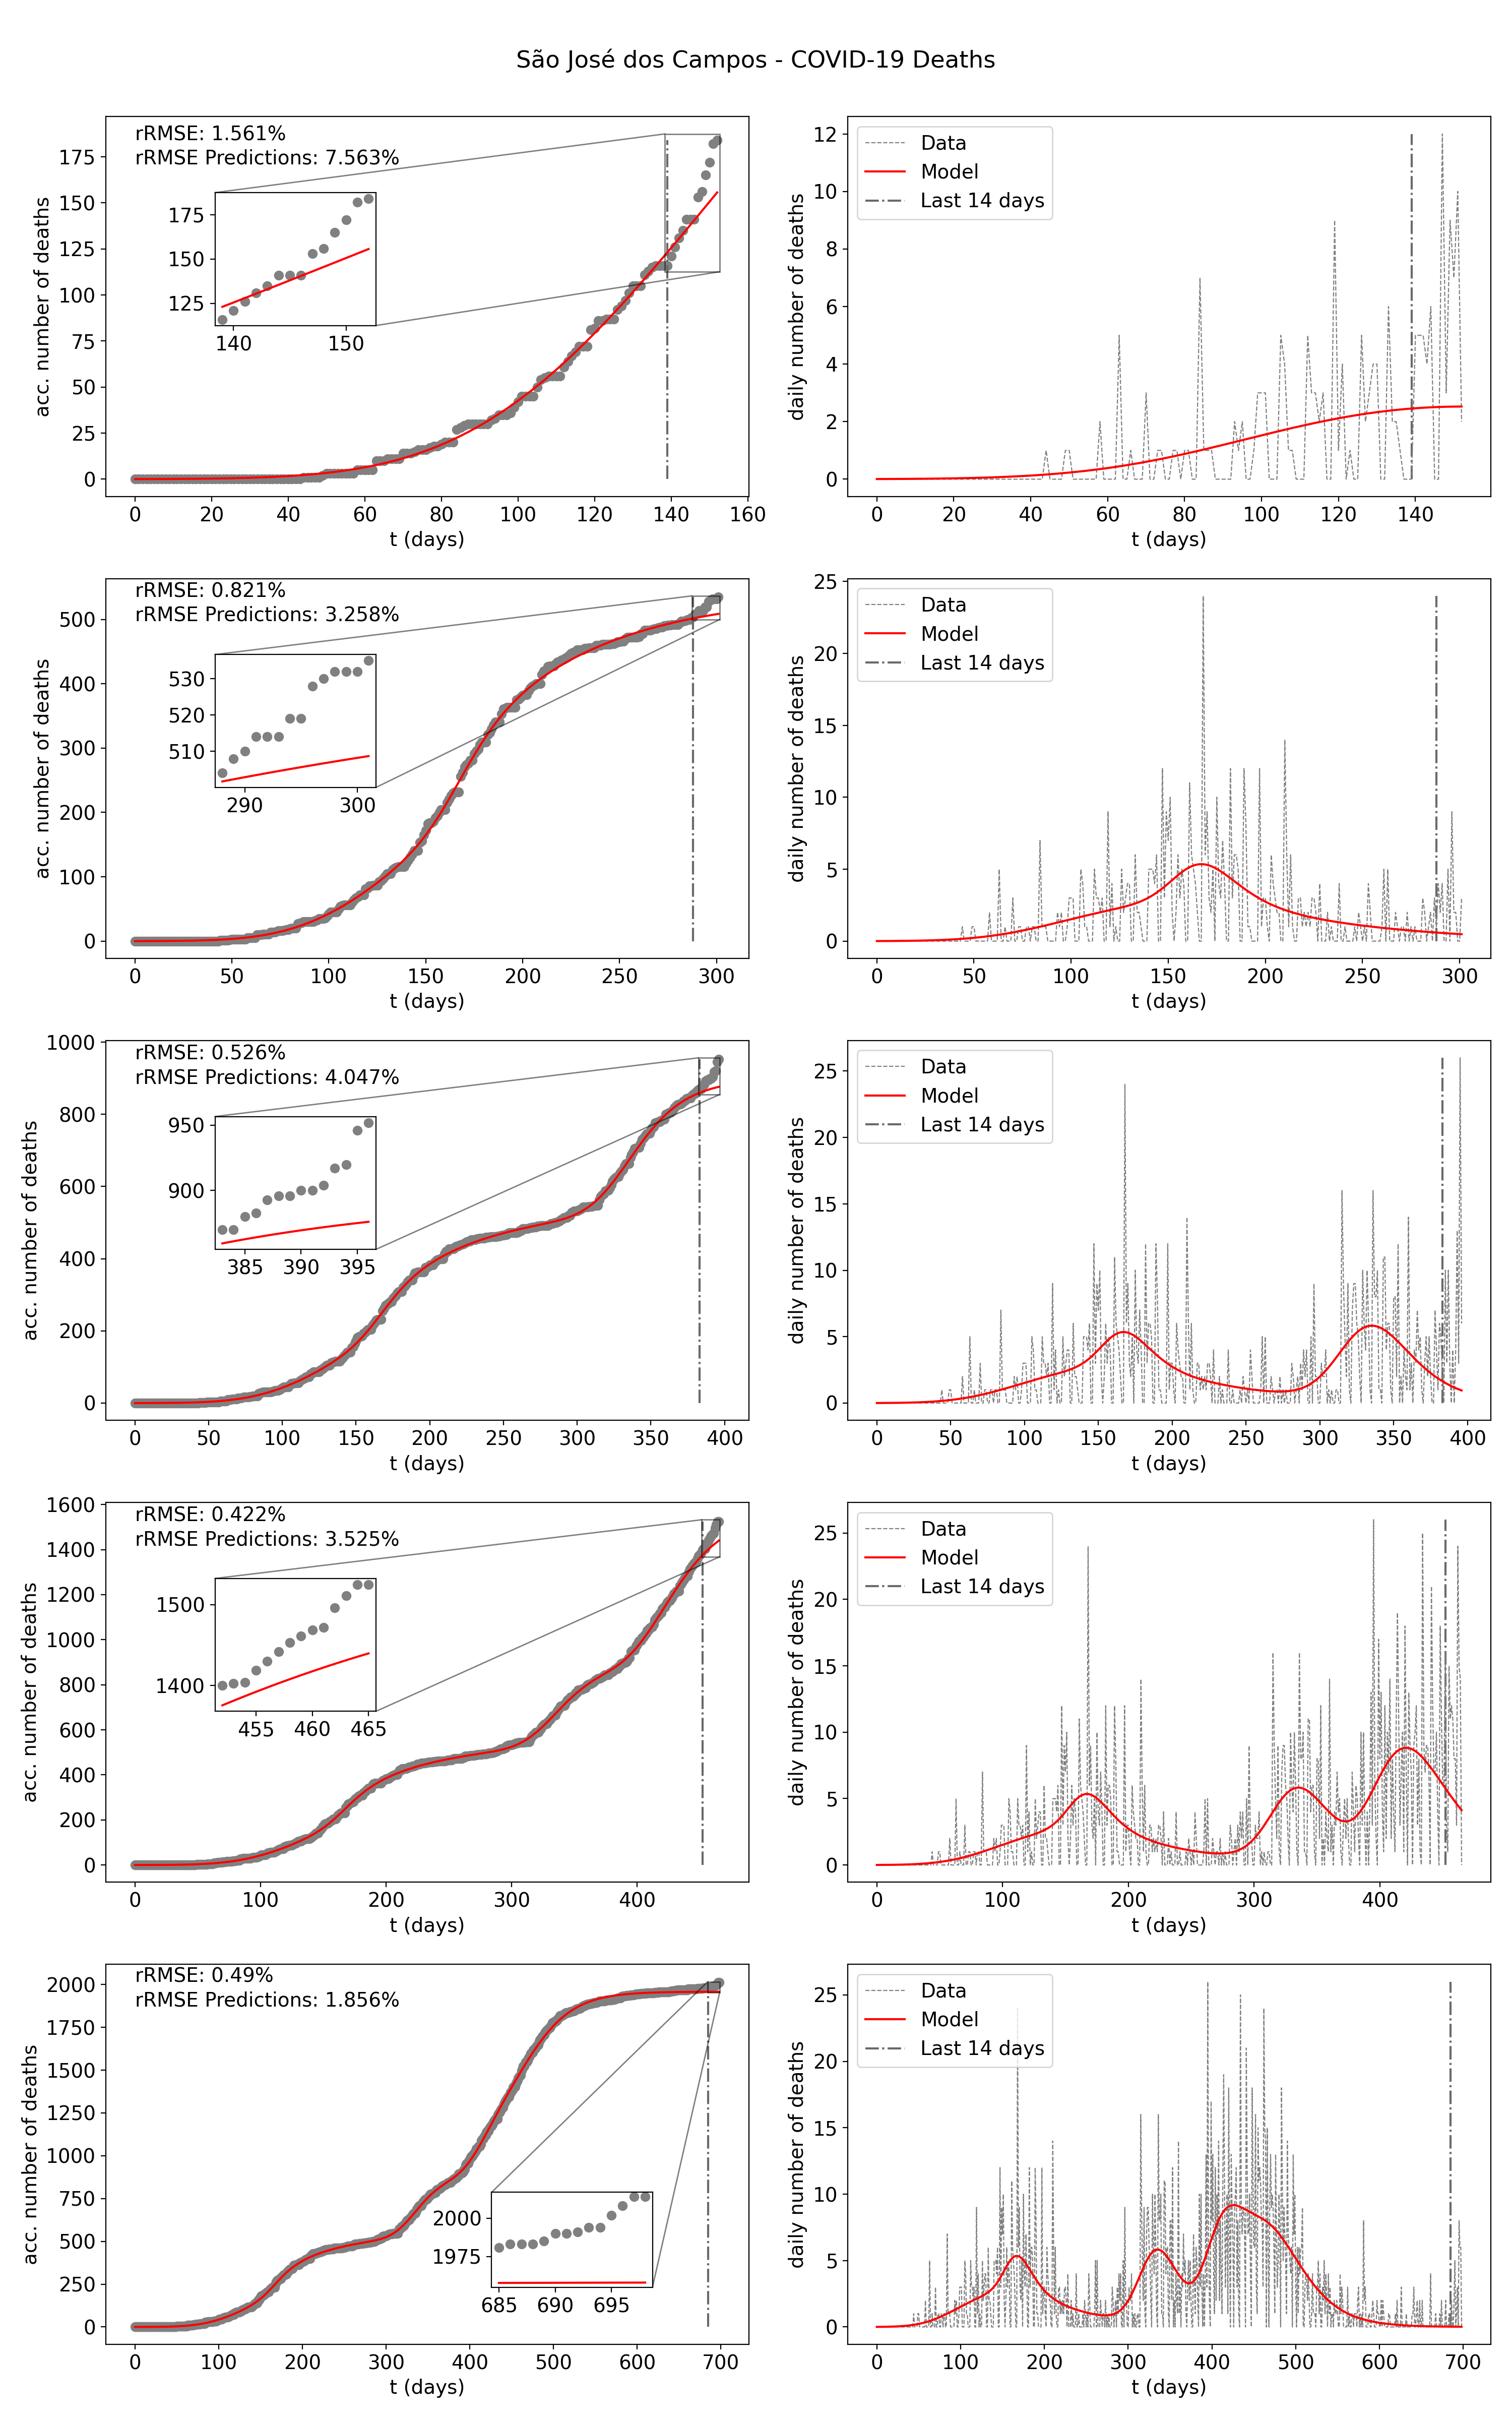 São José dos Campos - COVID-19 Deaths
rRMSE: 1.561%
rRMSE Predictions: 7.563%
acc. number of deaths
175
150
125
100
75
50
25
0
175
150
125
140 150
0 20 40 60 80 100 120 140 160
t (days)
Data
Model
Last 14 days
daily number of deaths
12
10
8
6
4
2
0
0 20 40 60 80 100 120 140
t (days)
rRMSE: 0.821%
rRMSE Predictions: 3.258%
acc. number of deaths
500
400
300
200
100
0
530
520
510
290 300
0 50 100 150 200 250 300
t (days)
Data
Model
Last 14 days
daily number of deaths
25
20
15
10
5
0
0 50 100 150 200 250 300
t (days)
rRMSE: 0.526%
rRMSE Predictions: 4.047%
acc. number of deaths
1000
800
600
400
200
0
950
900
385 390 395
0 50 100 150 200 250 300 350 400
t (days)
Data
Model
Last 14 days
daily number of deaths
25
20
15
10
5
0
0 50 100 150 200 250 300 350 400
t (days)
rRMSE: 0.422%
rRMSE Predictions: 3.525%
acc. number of deaths
1600
1400
1200
1000
800
600
400
200
0
1500
1400
455 460 465
0 100 200 300 400
t (days)
Data
Model
Last 14 days
daily number of deaths
25
20
15
10
5
0
0 100 200 300 400
t (days)
rRMSE: 0.49%
rRMSE Predictions: 1.856%
acc. number of deaths
2000
1750
1500
1250
1000
750
500
250
0
2000
1975
685 690 695
0 100 200 300 400 500 600 700
t (days)
Data
Model
Last 14 days
daily number of deaths
25
20
15
10
5
0
0 100 200 300 400 500 600 700
t (days)